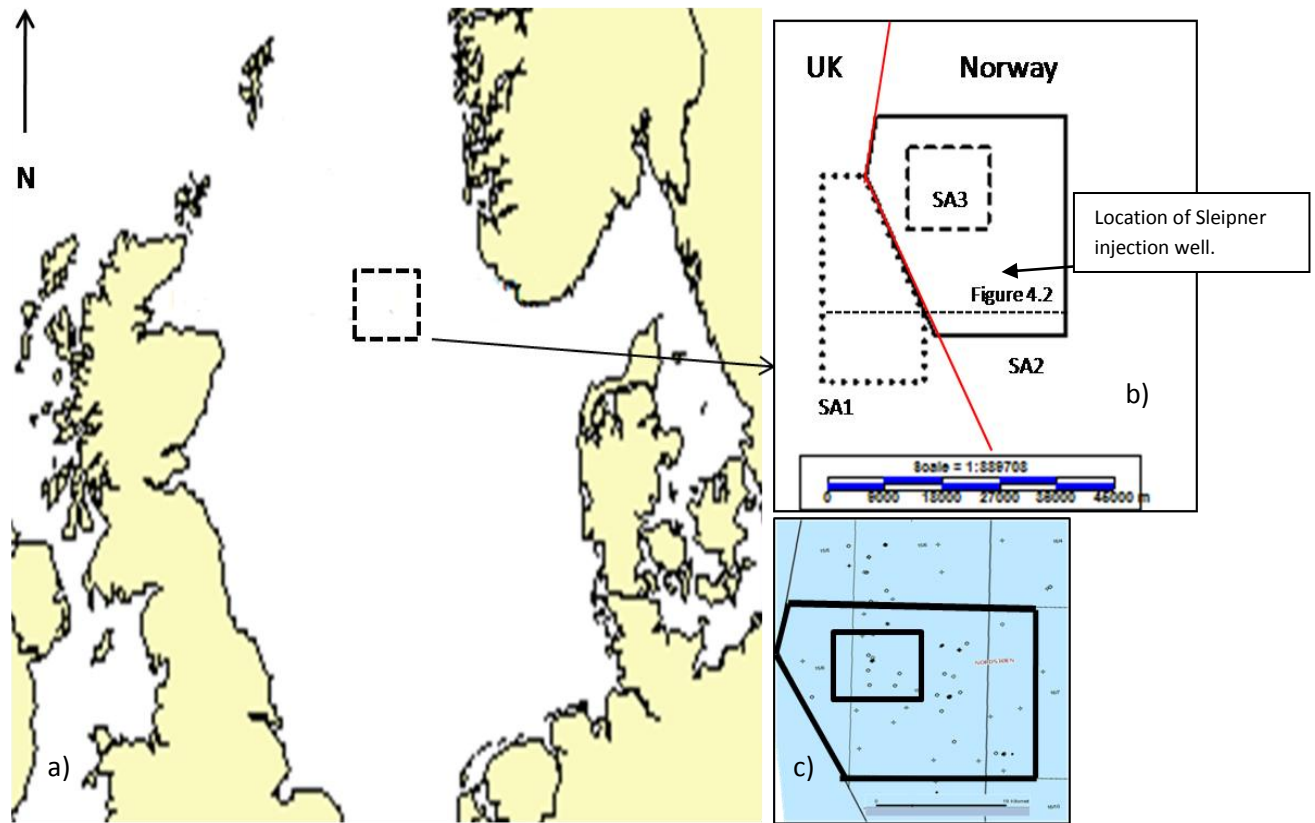 N
a)
UK Norway
SA3
Location of Sleipner
injection well.
Figure 4.2
SA2
SA1
b)
Scale = 1:889708
0 9000 18000 27000 36000 45000 m
c)